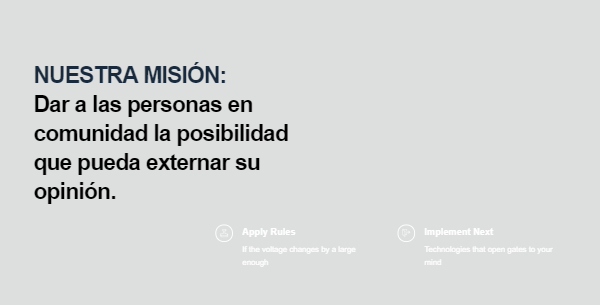 NUESTRA MISIÓN:
Dar a las personas en
comunidad la posibilidad
que pueda externar su
opinión.
Apply Rules
If the voltage changes by a large
enough
Implement Next
Technologies that open gates to your
mind